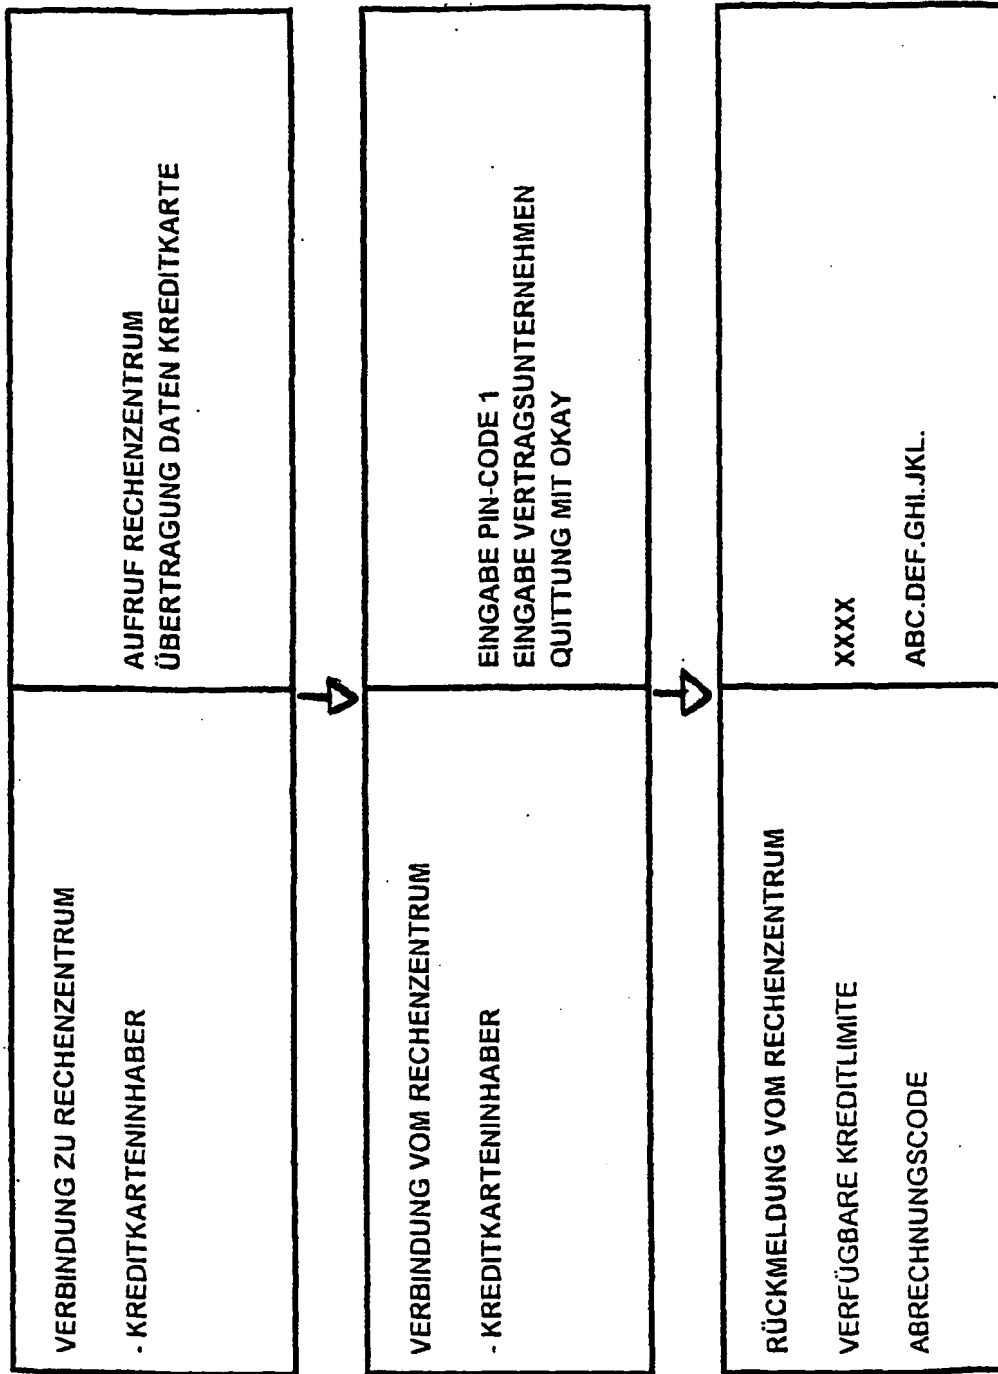 VERBINDUNG ZU RECHENZENTRUM
- KREDITKARTENINHABER
AUFRUF RECHENZENTRUM
ÜBERTRAGUNG DATEN KREDITKARTE
VERBINDUNG VOM RECHENZENTRUM
- KREDITKARTENINHABER
EINGABE PIN-CODE 1
EINGABE VERTRAGSUNTERNEHMEN
QUITTUNG MIT OKAY
RÜCKMELDUNG VOM RECHENZENTRUM
VERFÜGBARE KREDITLIMITE
XXXX
ABRECHNUNGSCODE
ABC.DEF.GHI.JKL.